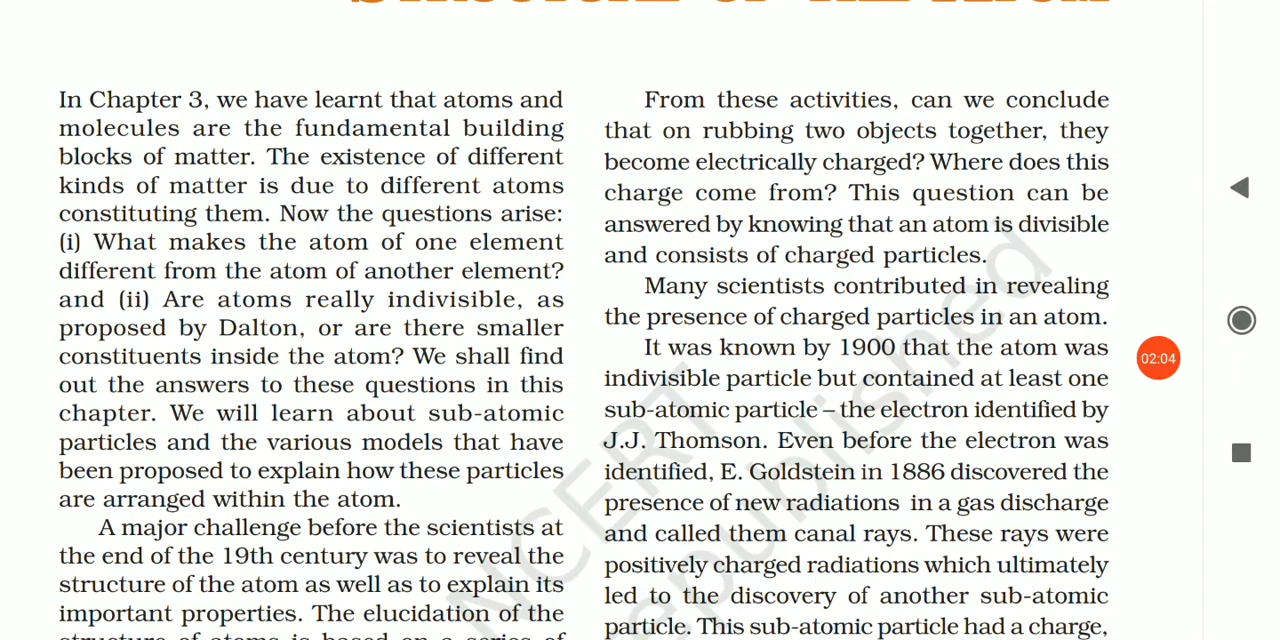 In Chapter 3, we have learnt that atoms and
molecules are the fundamental building
blocks of matter. The existence of different
kinds of matter is due to different atoms
constituting them. Now the questions arise:
(i) What makes the atom of one element
different from the atom of another element?
and (ii) Are atoms really indivisible, as
proposed by Dalton, or are there smaller
constituents inside the atom? We shall find
out the answers to these questions in this
chapter. We will learn about sub-atomic
particles and the various models that have
been proposed to explain how these particles
are arranged within the atom.
A major challenge before the scientists at
the end of the 19th century was to reveal the
structure of the atom as well as to explain its
important properties. The elucidation of the
structure of atoms is based on a series of
From these activities, can we conclude
that on rubbing two objects together, they
become electrically charged? Where does this
charge come from? This question can be
answered by knowing that an atom is divisible
and consists of charged particles.
Many scientists contributed in revealing
the presence of charged particles in an atom.
It was known by 1900 that the atom was
indivisible particle but contained at least one
sub-atomic particle – the electron identified by
J.J. Thomson. Even before the electron was
identified, E. Goldstein in 1886 discovered the
presence of new radiations in a gas discharge
and called them canal rays. These rays were
positively charged radiations which ultimately
led to the discovery of another sub-atomic
particle. This sub-atomic particle had a charge,
NCERT
02:04